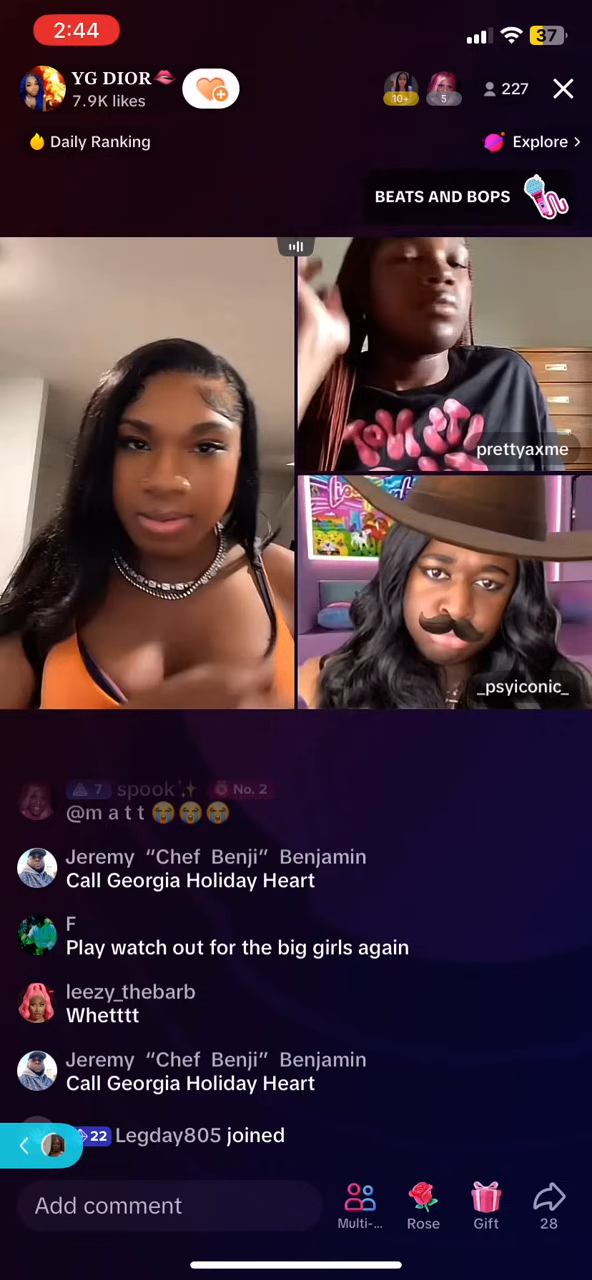 2:44
37
YG DIOR💋
7.9K likes
10+
5
227
Daily Ranking
Explore >
BEATS AND BOPS
prettyaxme
_psyiconic_
7 spook✨ No. 2
@m a t t 😭😭😭
Jeremy “Chef Benji” Benjamin
Call Georgia Holiday Heart
F
Play watch out for the big girls again
leezy_thebarb
Whetttt
Jeremy “Chef Benji” Benjamin
Call Georgia Holiday Heart
22 Legday805 joined
Add comment
Multi-...
Rose
Gift
28